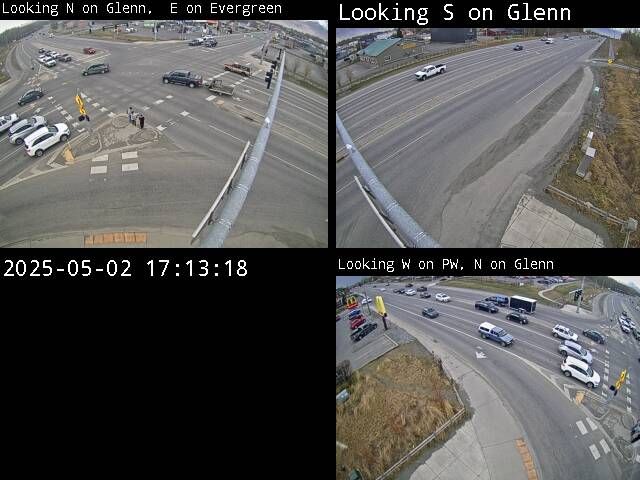 Looking N on Glenn,  E on Evergreen
Looking S on Glenn
2025-05-02 17:13:18
Looking W on PW, N on Glenn